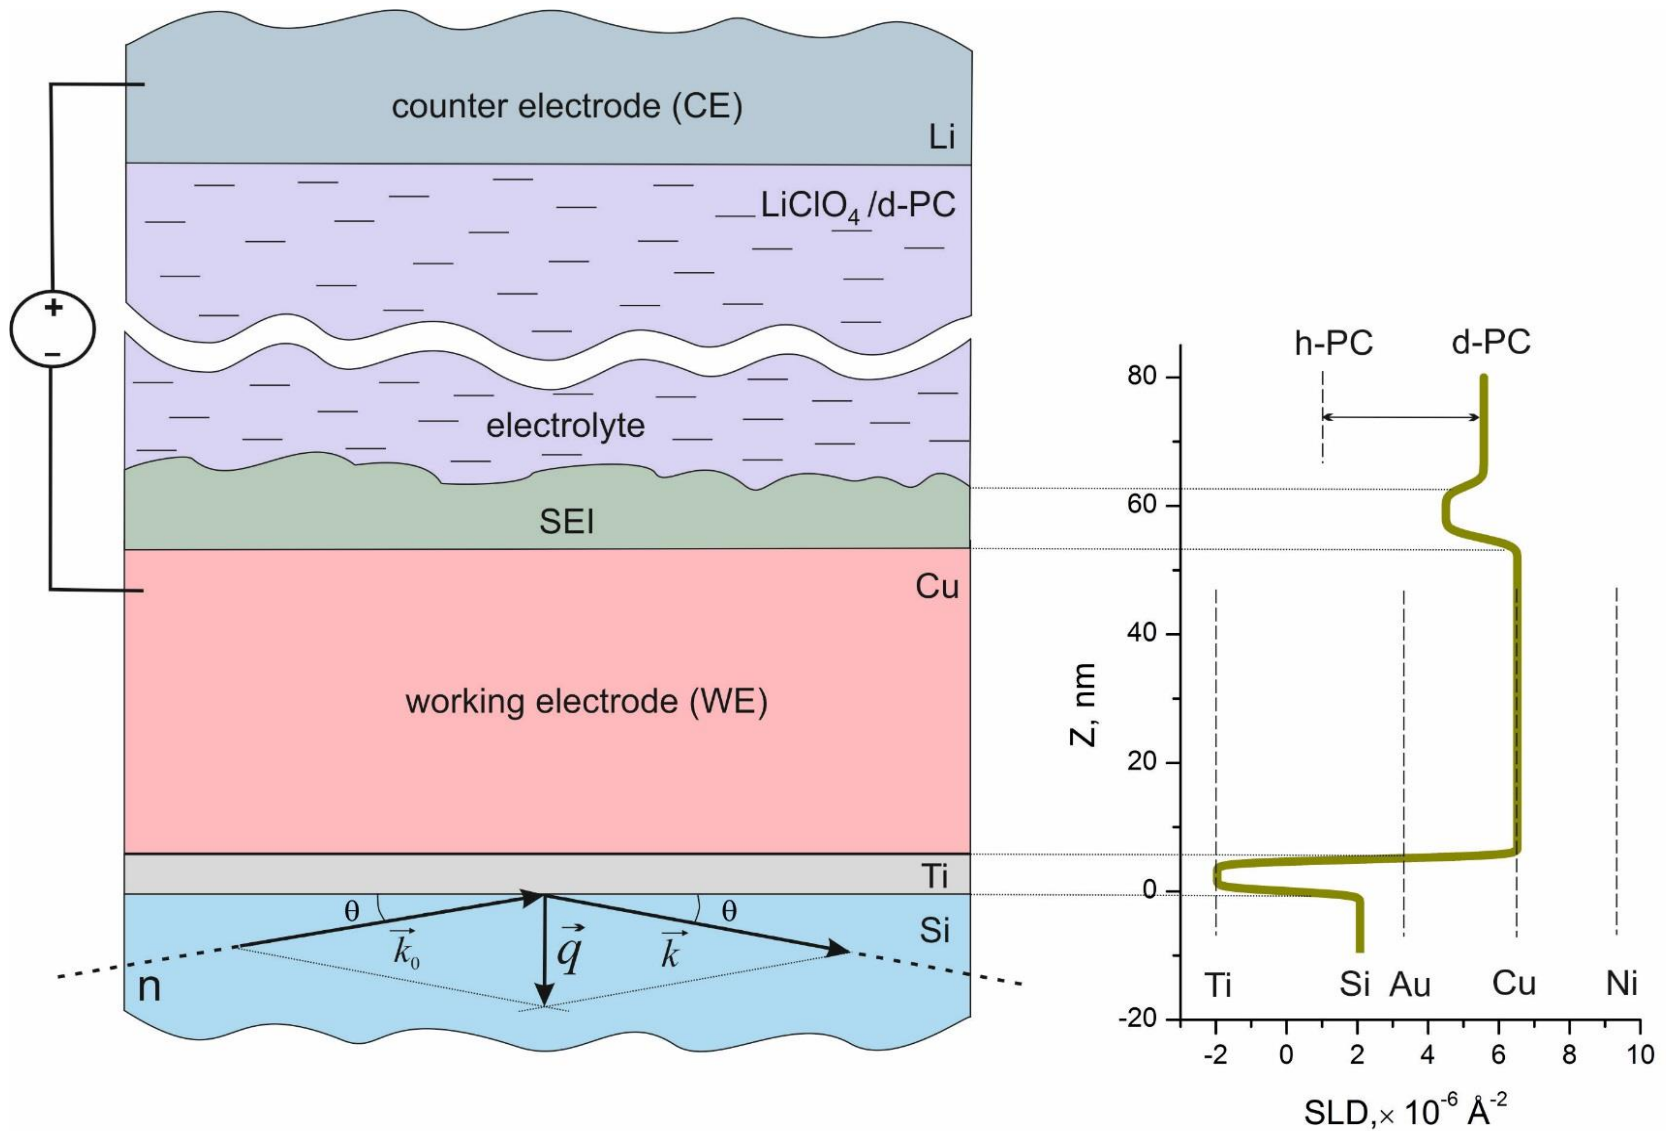 counter electrode (CE)
Li
LiClO₄ /d-PC
+
−
electrolyte
SEI
Cu
working electrode (WE)
Ti
Si
θ
θ
k₀
q
k
n
h-PC
d-PC
80
60
40
20
0
-20
Z, nm
Ti
Si
Au
Cu
Ni
-2
0
2
4
6
8
10
SLD,× 10⁻⁶ Å⁻²